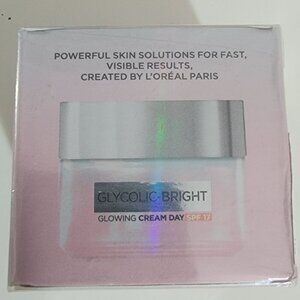 POWERFUL SKIN SOLUTIONS FOR FAST,
VISIBLE RESULTS,
CREATED BY L'ORÉAL PARIS
GLYCOLIC-BRIGHT
GLOWING CREAM DAY SPF 17